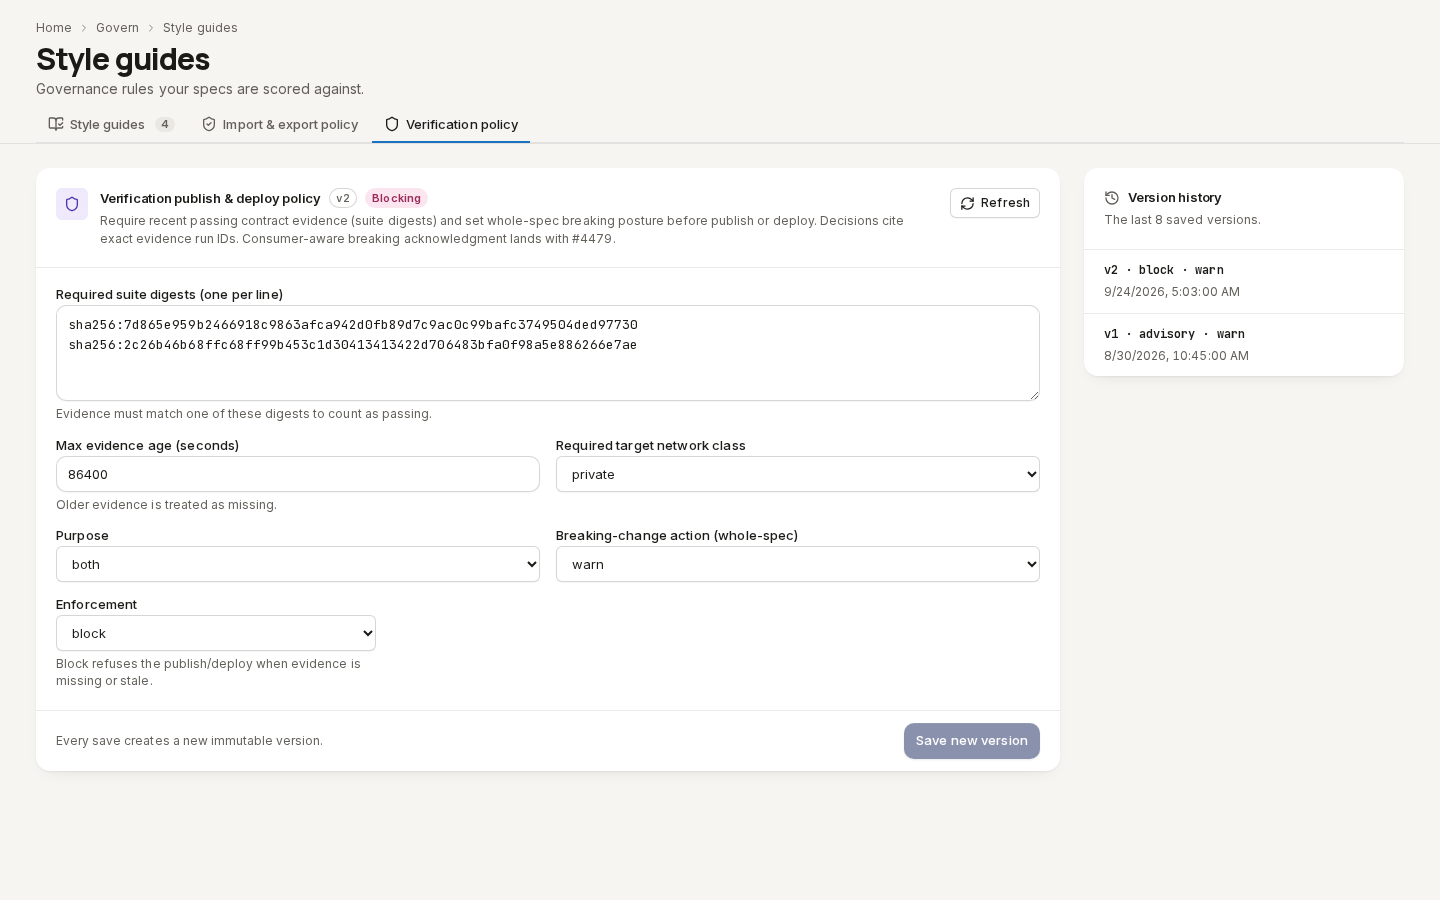 Home > Govern > Style guides
Style guides
Governance rules your specs are scored against.
Style guides 4
Import & export policy
Verification policy
Verification publish & deploy policy v2 Blocking
Require recent passing contract evidence (suite digests) and set whole-spec breaking posture before publish or deploy. Decisions cite
exact evidence run IDs. Consumer-aware breaking acknowledgment lands with #4479.
Refresh
Required suite digests (one per line)
sha256:7d865e959b2466918c9863afca942d0fb89d7c9ac0c99bafc3749504ded97730
sha256:2c26b46b68ffc68ff99b453c1d30413413422d706483bfa0f98a5e886266e7ae
Evidence must match one of these digests to count as passing.
Max evidence age (seconds)
86400
Older evidence is treated as missing.
Required target network class
private
Purpose
both
Breaking-change action (whole-spec)
warn
Enforcement
block
Block refuses the publish/deploy when evidence is
missing or stale.
Every save creates a new immutable version.
Save new version
Version history
The last 8 saved versions.
v2 · block · warn
9/24/2026, 5:03:00 AM
v1 · advisory · warn
8/30/2026, 10:45:00 AM